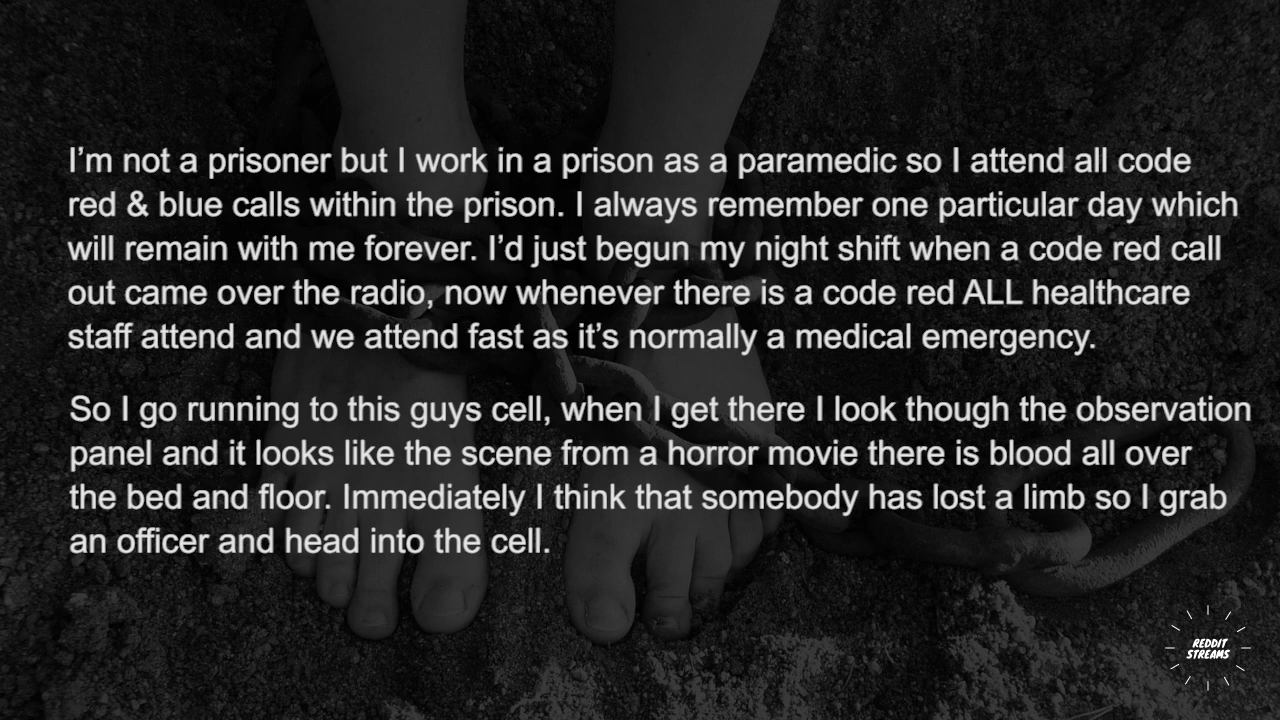 I’m not a prisoner but I work in a prison as a paramedic so I attend all code
red & blue calls within the prison. I always remember one particular day which
will remain with me forever. I’d just begun my night shift when a code red call
out came over the radio, now whenever there is a code red ALL healthcare
staff attend and we attend fast as it’s normally a medical emergency.
So I go running to this guys cell, when I get there I look though the observation
panel and it looks like the scene from a horror movie there is blood all over
the bed and floor. Immediately I think that somebody has lost a limb so I grab
an officer and head into the cell.
REDDIT
STREAMS